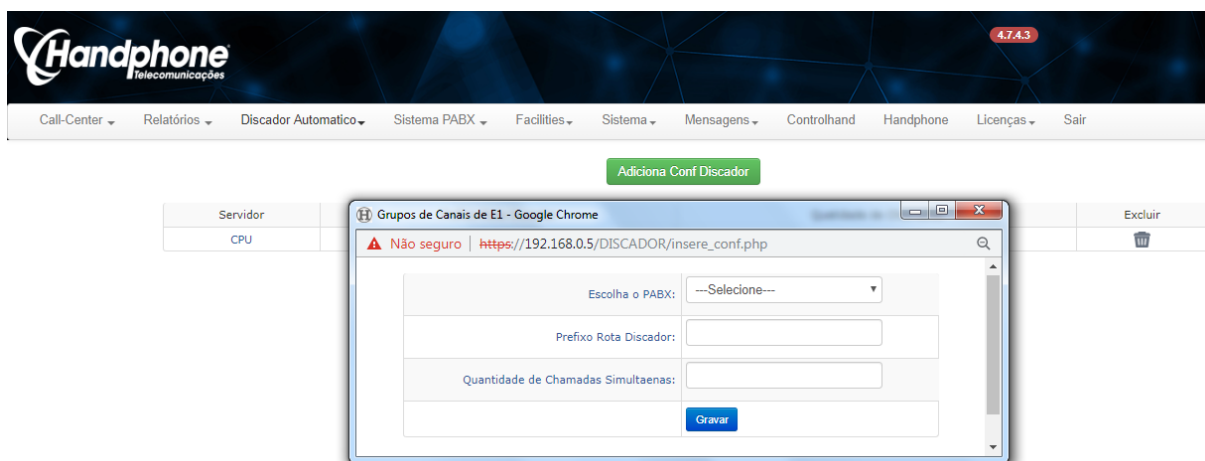 Handphone
Telecomunicações
4.7.4.3
Call-Center Relatórios Discador Automatico Sistema PABX Facilities Sistema Mensagens Controlhand Handphone Licenças Sair
Adiciona Conf Discador
Servidor Excluir
CPU
Grupos de Canais de E1 - Google Chrome
Não seguro | https://192.168.0.5/DISCADOR/insere_conf.php
Escolha o PABX: ---Selecione---
Prefixo Rota Discador:
Quantidade de Chamadas Simultaenas:
Gravar